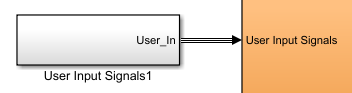 User_In
User Input Signals
User Input Signals1